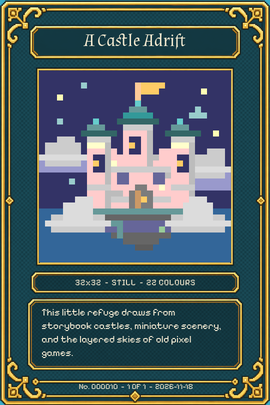 A Castle Adrift
32x32 - STILL - 22 COLOURS
This little refuge draws from
storybook castles, miniature scenery,
and the layered skies of old pixel
games.
No. 000010 - 1 OF 1 - 2026-11-18